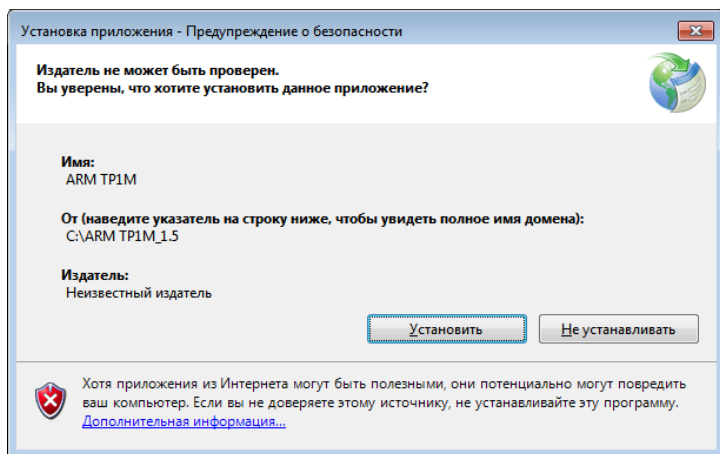 Установка приложения - Предупреждение о безопасности
Издатель не может быть проверен.
Вы уверены, что хотите установить данное приложение?
Имя:
ARM TP1M
От (наведите указатель на строку ниже, чтобы увидеть полное имя домена):
C:\ARM TP1M_1.5
Издатель:
Неизвестный издатель
Установить
Не устанавливать
Хотя приложения из Интернета могут быть полезными, они потенциально могут повредить
ваш компьютер. Если вы не доверяете этому источнику, не устанавливайте эту программу.
Дополнительная информация...